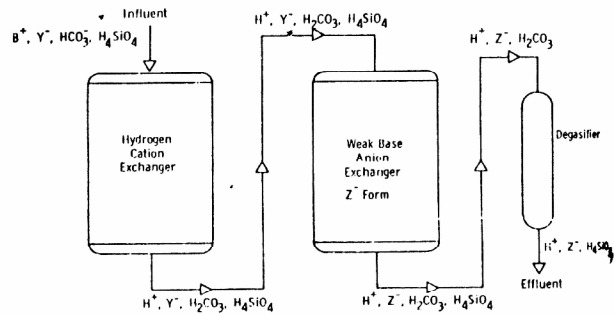 Influent
B⁺, Y⁻, HCO₃⁻, H₄SiO₄
Hydrogen
Cation
Exchanger
H⁺, Y⁻, H₂CO₃, H₄SiO₄
H⁺, Y⁻, H₂CO₃, H₄SiO₄
Weak Base
Anion
Exchanger
Z⁻ Form
H⁺, Z⁻, H₂CO₃, H₄SiO₄
H⁺, Z⁻, H₂CO₃
Degasifier
H⁺, Z⁻, H₄SiO₄
Effluent